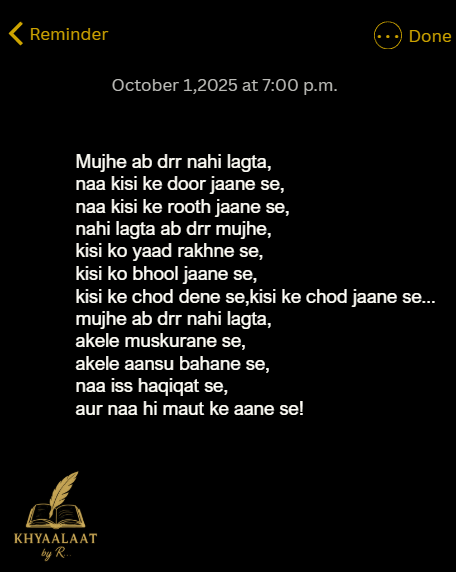 Reminder
Done
October 1,2025 at 7:00 p.m.
Mujhe ab drr nahi lagta,
naa kisi ke door jaane se,
naa kisi ke rooth jaane se,
nahi lagta ab drr mujhe,
kisi ko yaad rakhne se,
kisi ko bhool jaane se,
kisi ke chod dene se,kisi ke chod jaane se...
mujhe ab drr nahi lagta,
akele muskurane se,
akele aansu bahane se,
naa iss haqiqat se,
aur naa hi maut ke aane se!
KHYAALAAT
by R...